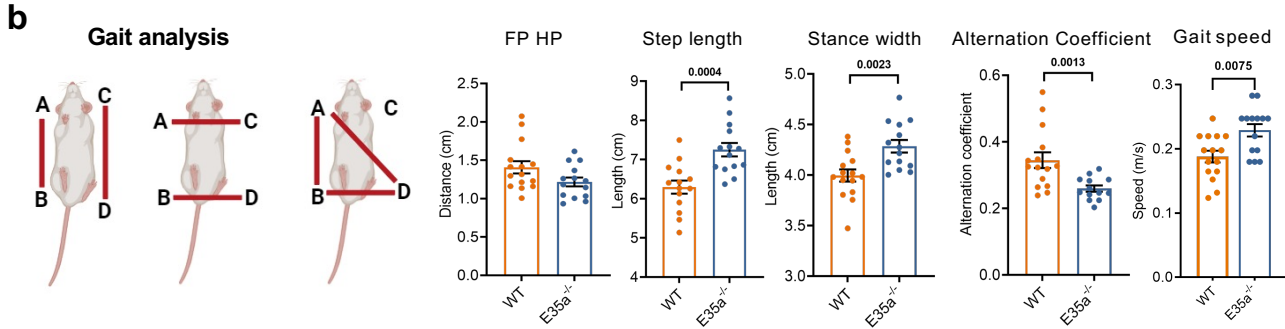 b
Gait analysis
A
C
B
D
A
C
B
D
A
C
B
D
FP HP
Distance (cm)
2.5
2.0
1.5
1.0
0.5
0.0
WT
E35a-/-
Step length
0.0004
Length (cm)
9
8
7
6
5
4
WT
E35a-/-
Stance width
0.0023
Length (cm)
5.0
4.5
4.0
3.5
3.0
WT
E35a-/-
Alternation Coefficient
0.0013
Alternation coefficient
0.6
0.4
0.2
0.0
WT
E35a-/-
Gait speed
0.0075
Speed (m/s)
0.3
0.2
0.1
0.0
WT
E35a-/-